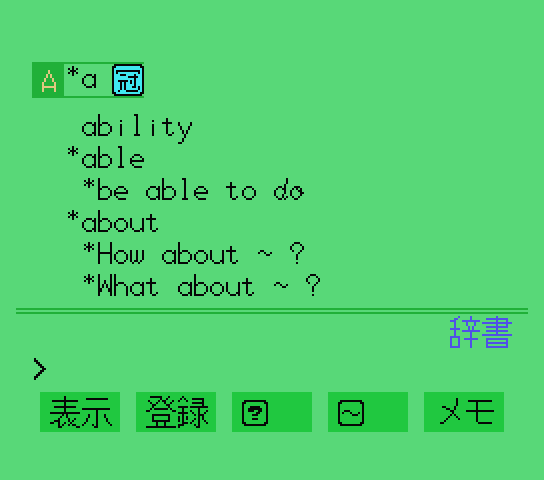 A *a 冠
ability
*able
*be able to do
*about
*How about ~ ?
*What about ~ ?
辞書
>
表示 登録 ? ~ メモ